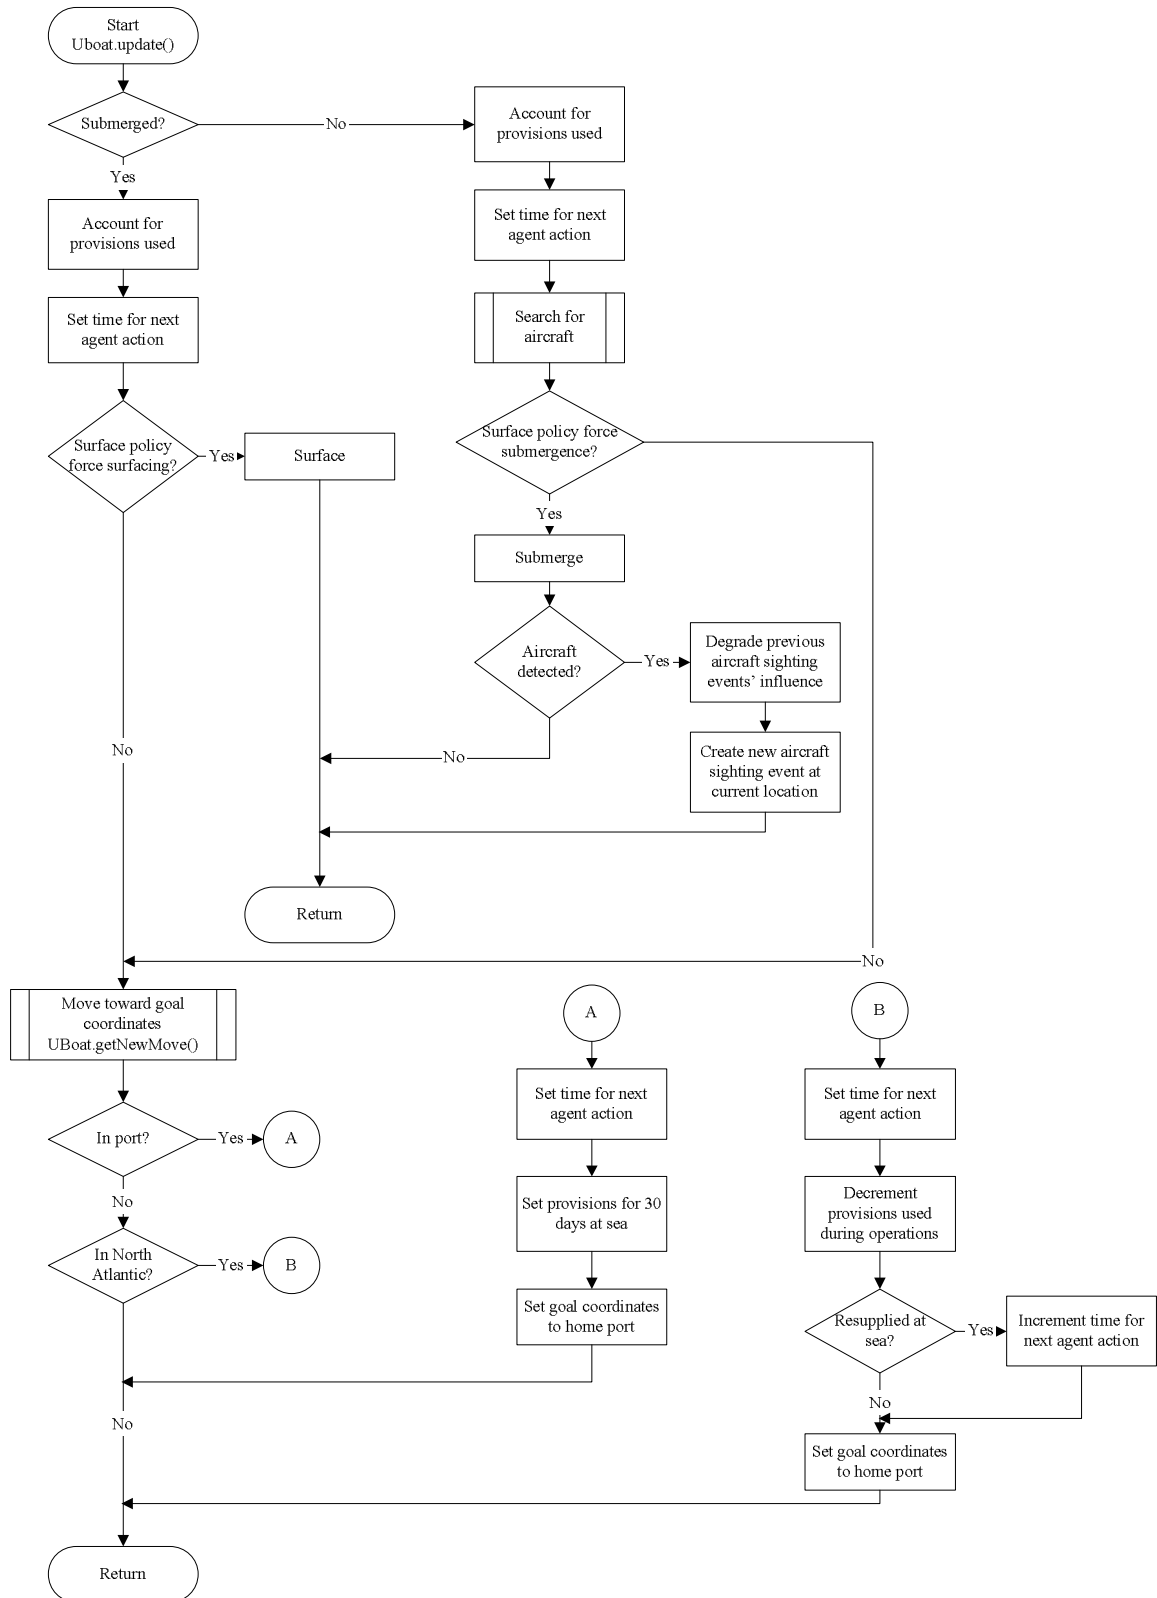 Start
Uboat.update()
Submerged?
No
Account for
provisions used
Yes
Set time for next
agent action
Account for
provisions used
Search for
aircraft
Set time for next
agent action
Surface policy force
submergence?
Surface policy
force surfacing?
Yes
Surface
Yes
Submerge
Aircraft
detected?
Yes
Degrade previous
aircraft sighting
events’ influence
No
No
Create new aircraft
sighting event at
current location
Return
No
Move toward goal
coordinates
UBoat.getNewMove()
A
B
Set time for next
agent action
Set time for next
agent action
In port?
Yes
A
No
Set provisions for 30
days at sea
Decrement
provisions used
during operations
In North
Atlantic?
Yes
B
Set goal coordinates
to home port
Resupplied at
sea?
Yes
Increment time for
next agent action
No
No
Set goal coordinates
to home port
Return